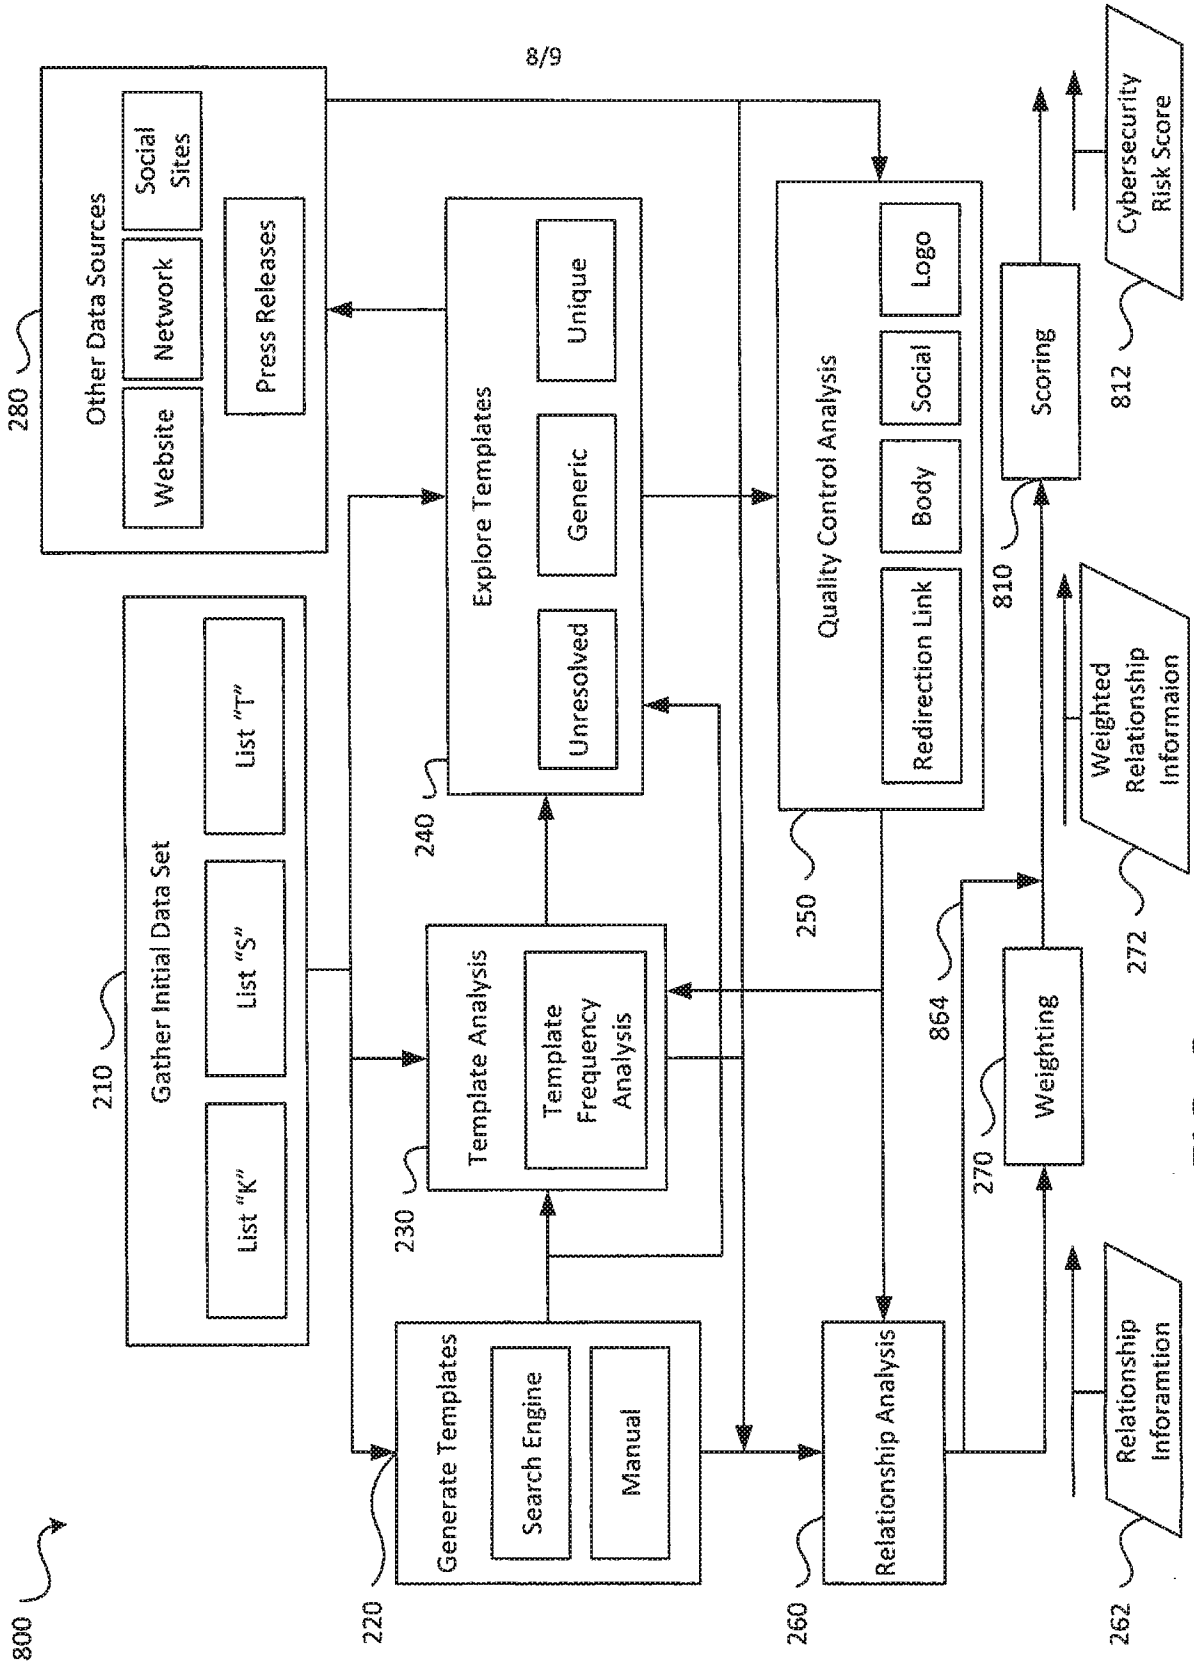 8/9
800
210
Gather Initial Data Set
List "K"
List "S"
List "T"
280
Other Data Sources
Website
Network
Social
Sites
Press Releases
220
Generate Templates
Search Engine
Manual
230
Template Analysis
Template
Frequency
Analysis
240
Explore Templates
Unresolved
Generic
Unique
250
Quality Control Analysis
Redirection Link
Body
Social
Logo
260
Relationship Analysis
864
270
Weighting
810
Scoring
262
Relationship
Inforamtion
272
Weighted
Relationship
Informaion
812
Cybersecurity
Risk Score